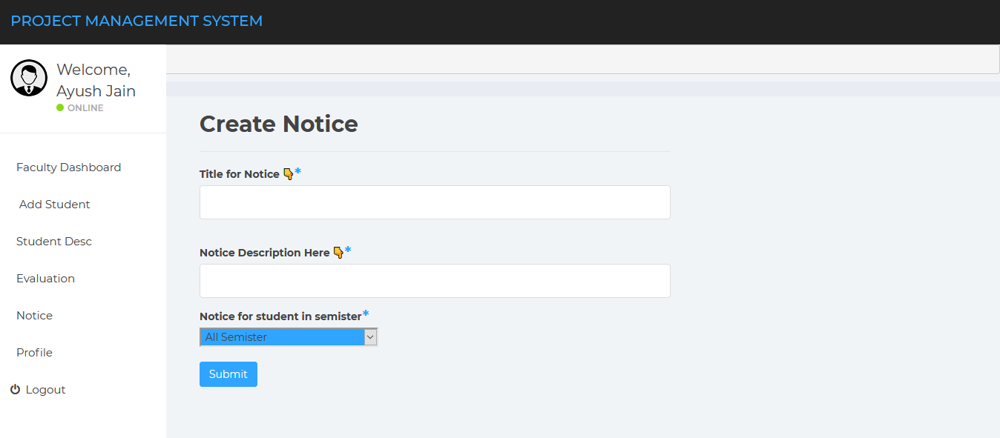 PROJECT MANAGEMENT SYSTEM
Welcome,
Ayush Jain
ONLINE
Faculty Dashboard
Add Student
Student Desc
Evaluation
Notice
Profile
Logout
Create Notice
Title for Notice 👇*
Notice Description Here 👇*
Notice for student in semister*
All Semister
Submit